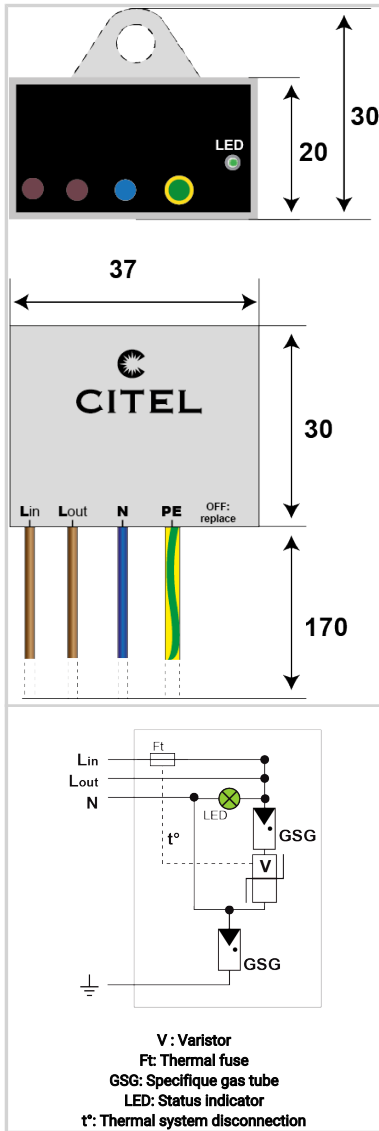 30
LED
20
37
CITEL
30
Lin Lout N PE OFF: replace
170
Ft
Lin
Lout
N
LED
GSG
t°
V
GSG
V : Varistor
Ft: Thermal fuse
GSG: Specifique gas tube
LED: Status indicator
t°: Thermal system disconnection